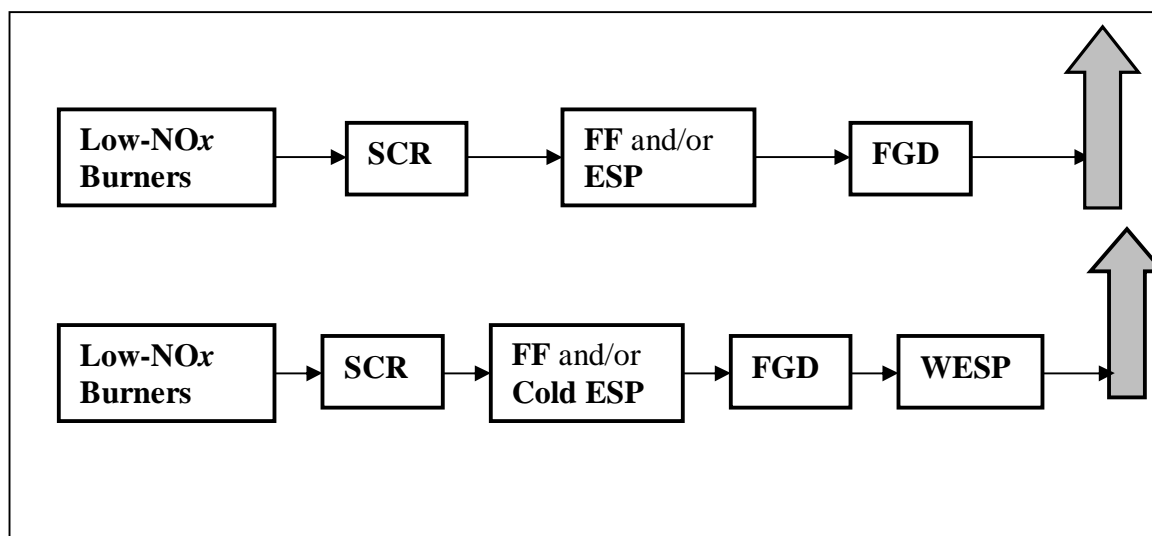 Low-NOx
Burners
SCR
FF and/or
ESP
FGD
Low-NOx
Burners
SCR
FF and/or
Cold ESP
FGD
WESP